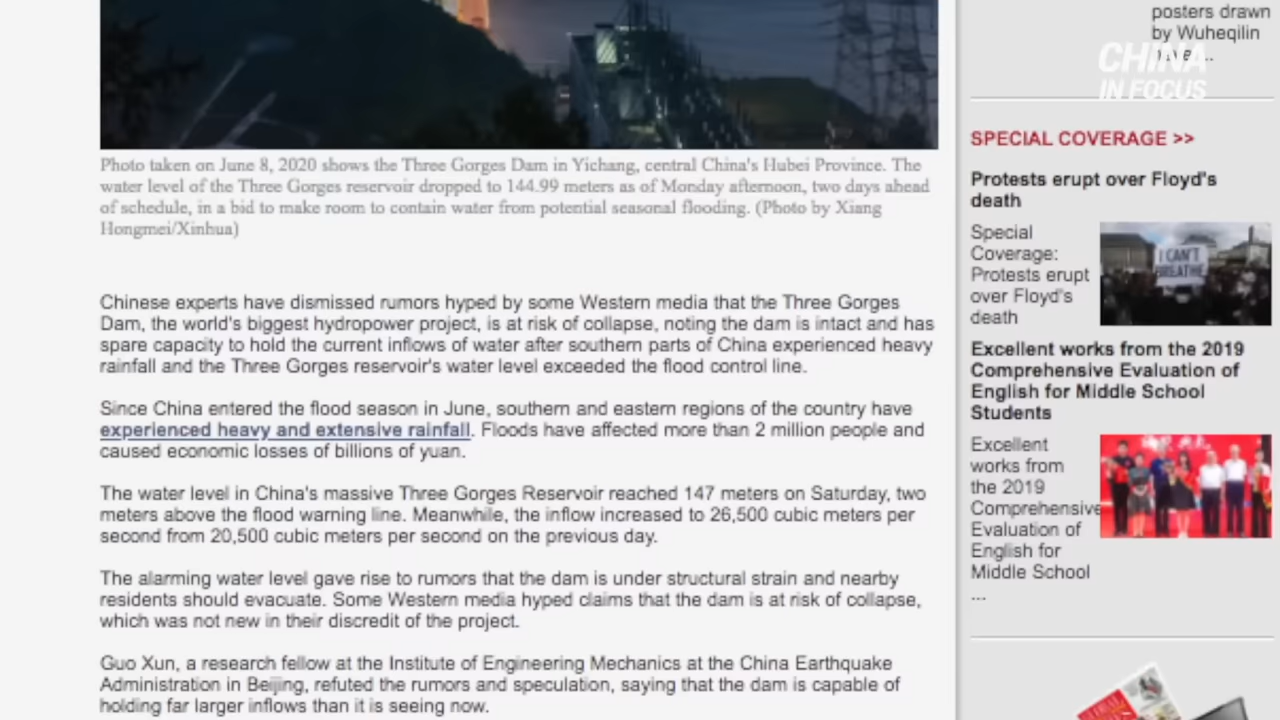 Photo taken on June 8, 2020 shows the Three Gorges Dam in Yichang, central China's Hubei Province. The
water level of the Three Gorges reservoir dropped to 144.99 meters as of Monday afternoon, two days ahead
of schedule, in a bid to make room to contain water from potential seasonal flooding. (Photo by Xiang
Hongmei/Xinhua)
Chinese experts have dismissed rumors hyped by some Western media that the Three Gorges
Dam, the world's biggest hydropower project, is at risk of collapse, noting the dam is intact and has
spare capacity to hold the current inflows of water after southern parts of China experienced heavy
rainfall and the Three Gorges reservoir's water level exceeded the flood control line.
Since China entered the flood season in June, southern and eastern regions of the country have
experienced heavy and extensive rainfall. Floods have affected more than 2 million people and
caused economic losses of billions of yuan.
The water level in China's massive Three Gorges Reservoir reached 147 meters on Saturday, two
meters above the flood warning line. Meanwhile, the inflow increased to 26,500 cubic meters per
second from 20,500 cubic meters per second on the previous day.
The alarming water level gave rise to rumors that the dam is under structural strain and nearby
residents should evacuate. Some Western media hyped claims that the dam is at risk of collapse,
which was not new in their discredit of the project.
Guo Xun, a research fellow at the Institute of Engineering Mechanics at the China Earthquake
Administration in Beijing, refuted the rumors and speculation, saying that the dam is capable of
holding far larger inflows than it is seeing now.
posters drawn
by Wuheqilin
CHINA
IN FOCUS
SPECIAL COVERAGE >>
Protests erupt over Floyd's
death
Special
Coverage:
Protests erupt
over Floyd's
death
I CAN'T
BREATHE
Excellent works from the 2019
Comprehensive Evaluation of
English for Middle School
Students
Excellent
works from
the 2019
Comprehensive
Evaluation of
English for
Middle School
...